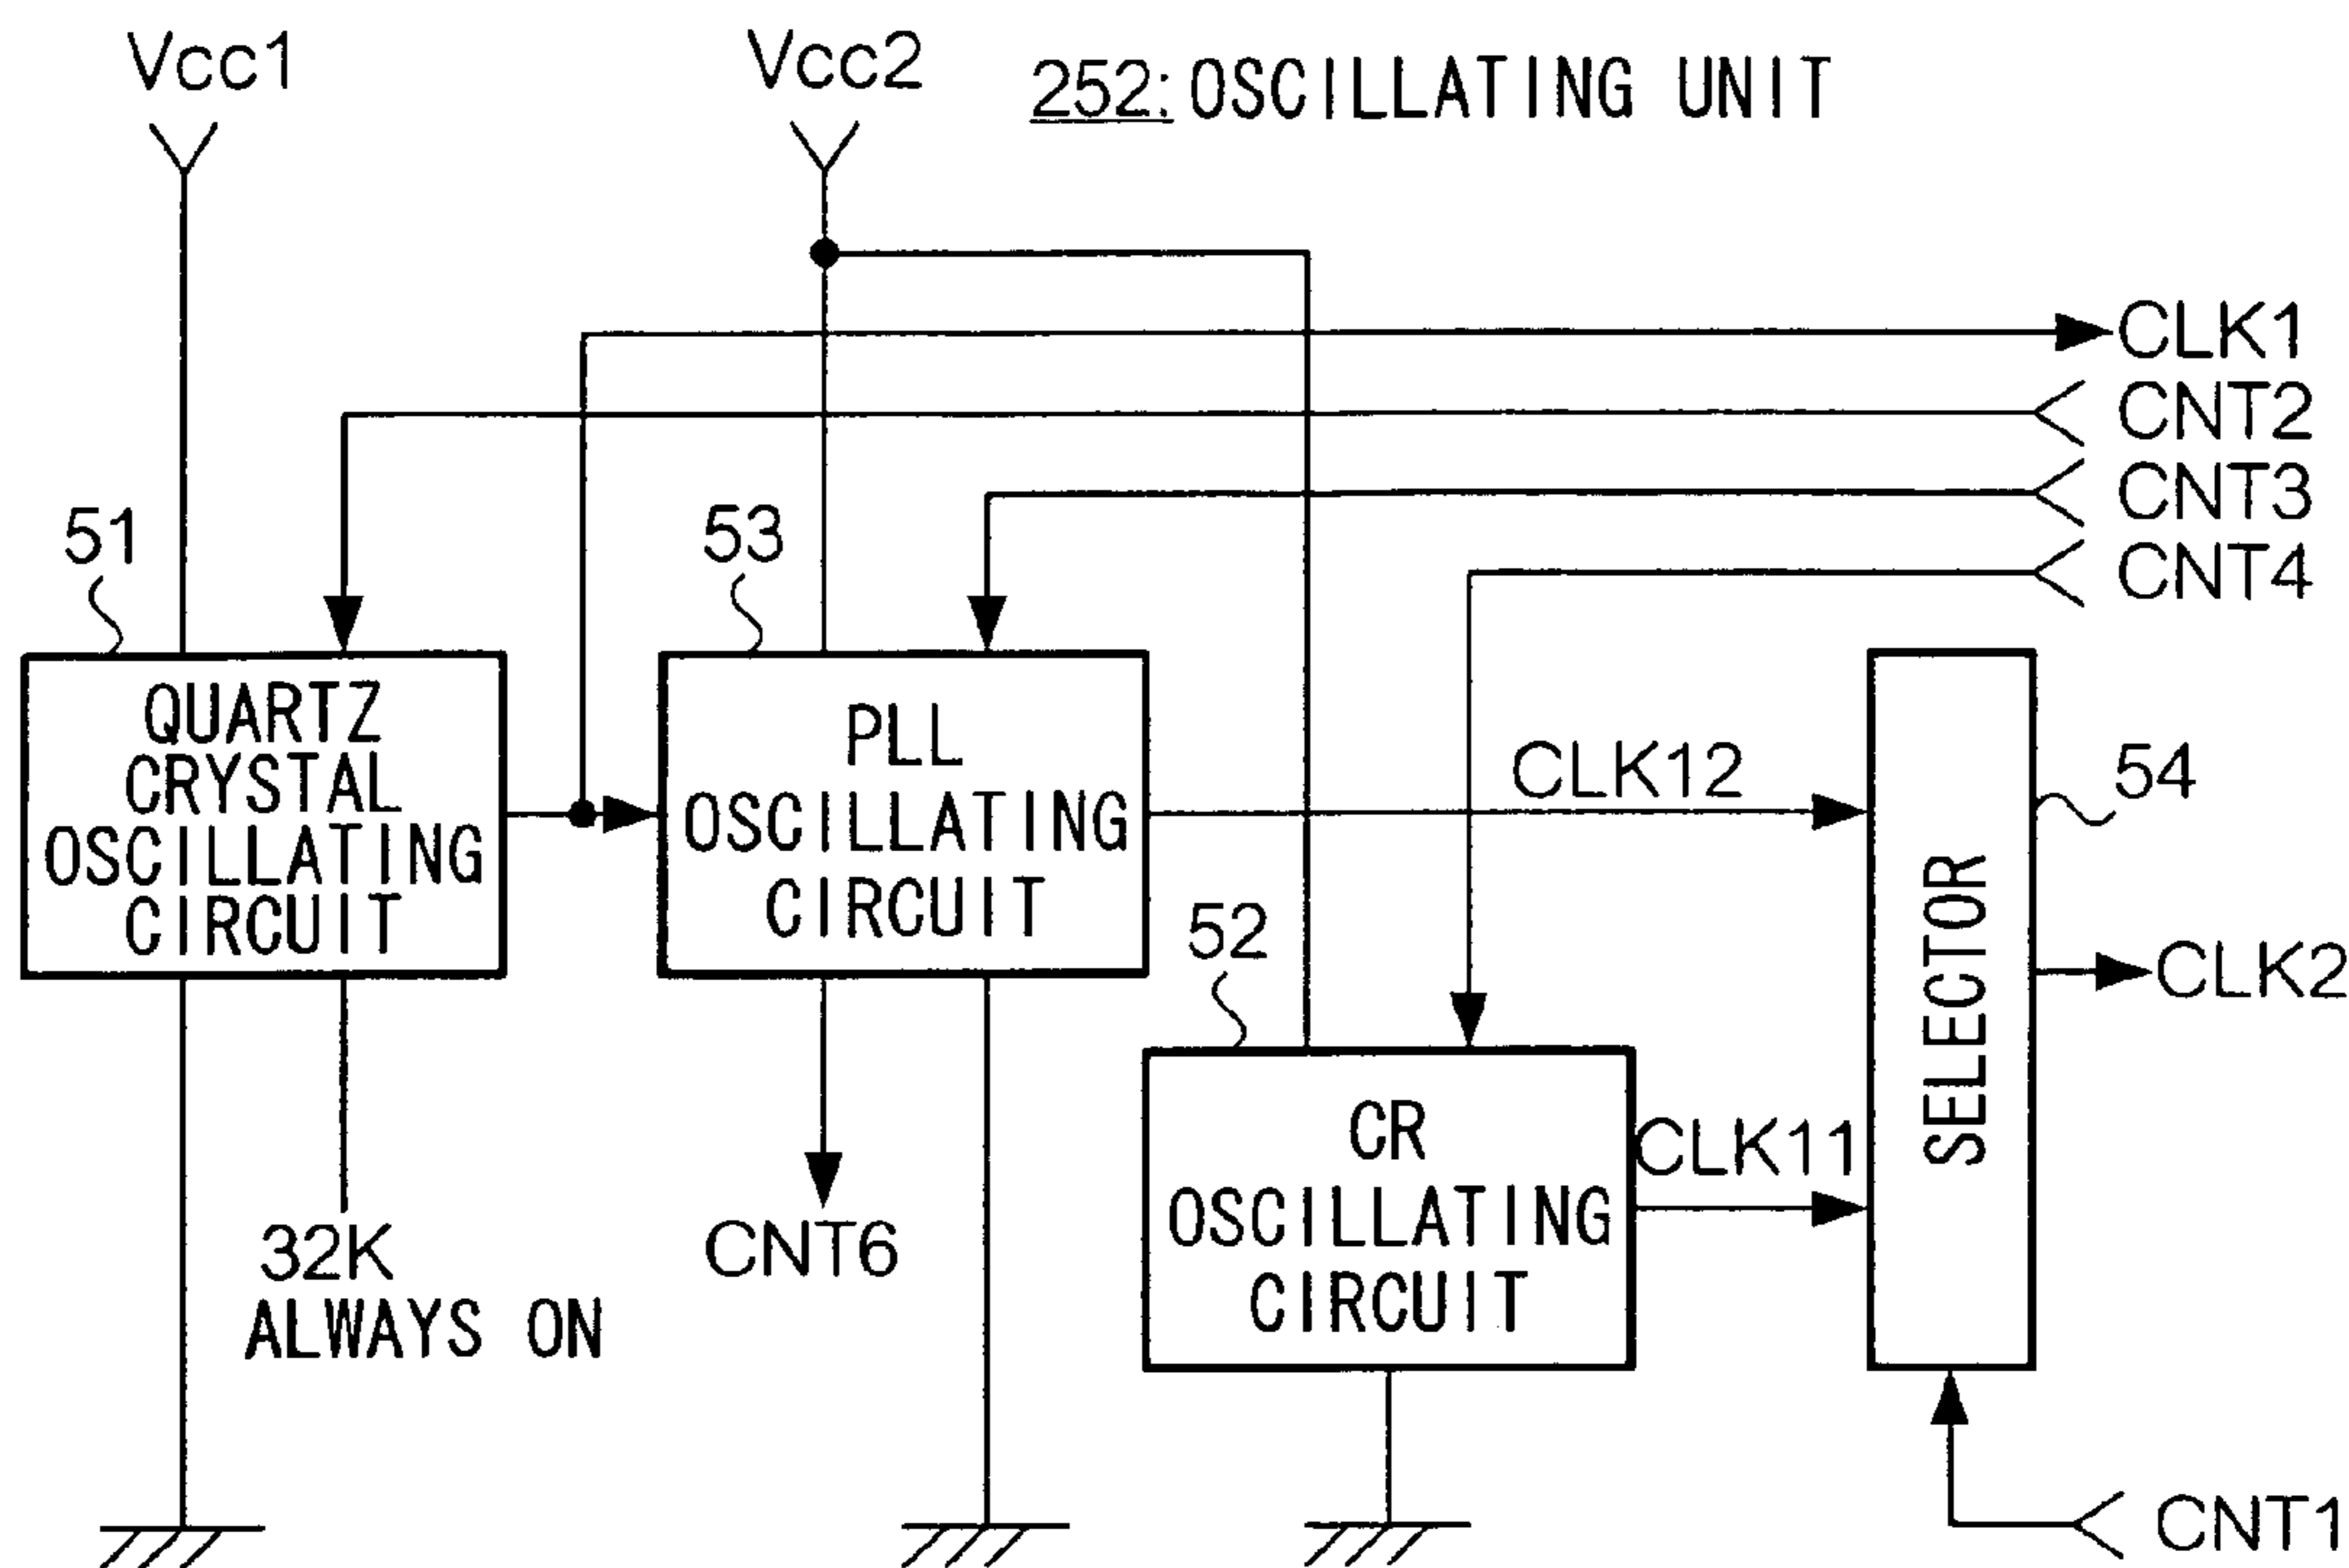 Vcc1
Vcc2
252: OSCILLATING UNIT
CLK1
CNT2
CNT3
CNT4
51
53
QUARTZ
CRYSTAL
OSCILLATING
CIRCUIT
PLL
OSCILLATING
CIRCUIT
CLK12
54
52
SELECTOR
CLK2
CR
OSCILLATING
CIRCUIT
CLK11
32K
ALWAYS ON
CNT6
CNT1